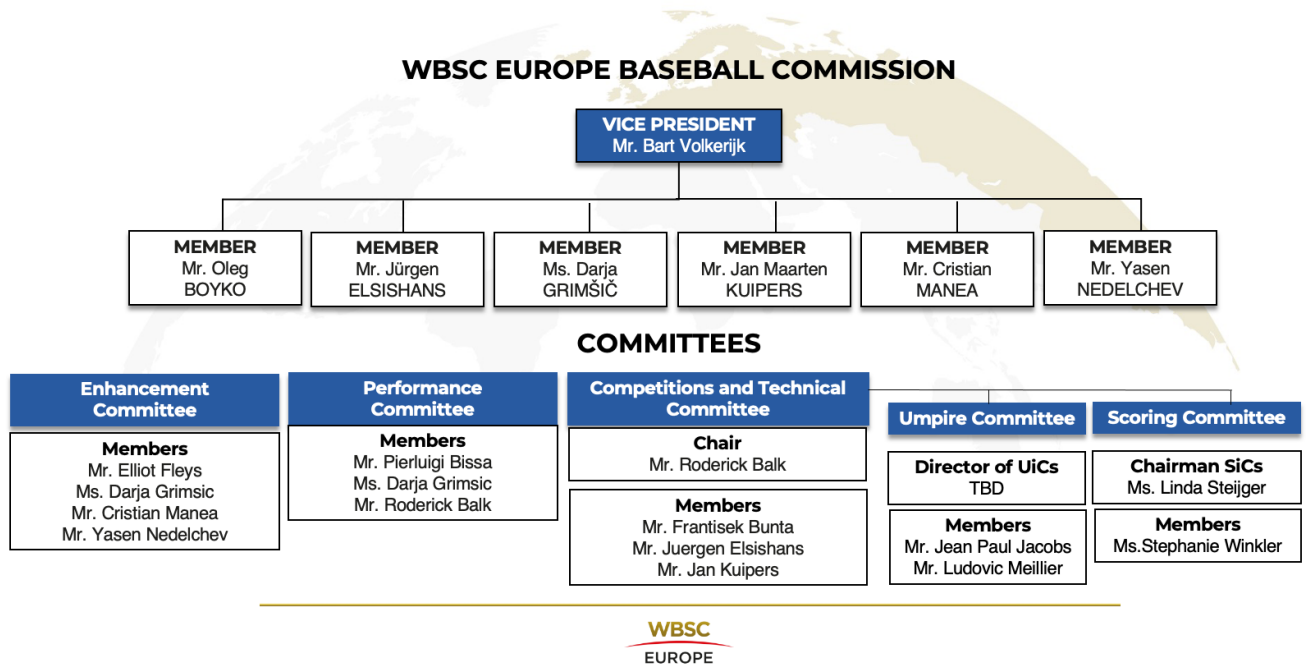 WBSC EUROPE BASEBALL COMMISSION
VICE PRESIDENT
Mr. Bart Volkerijk
MEMBER
Mr. Oleg
BOYKO
MEMBER
Mr. Jürgen
ELSISHANS
MEMBER
Ms. Darja
GRIMŠIČ
MEMBER
Mr. Jan Maarten
KUIPERS
MEMBER
Mr. Cristian
MANEA
MEMBER
Mr. Yasen
NEDELCHEV
COMMITTEES
Enhancement
Committee
Members
Mr. Elliot Fleys
Ms. Darja Grimsic
Mr. Cristian Manea
Mr. Yasen Nedelchev
Performance
Committee
Members
Mr. Pierluigi Bissa
Ms. Darja Grimsic
Mr. Roderick Balk
Competitions and Technical
Committee
Chair
Mr. Roderick Balk
Members
Mr. Frantisek Bunta
Mr. Juergen Elsishans
Mr. Jan Kuipers
Umpire Committee
Director of UiCs
TBD
Members
Mr. Jean Paul Jacobs
Mr. Ludovic Meillier
Scoring Committee
Chairman SiCs
Ms. Linda Steijger
Members
Ms.Stephanie Winkler
WBSC
EUROPE